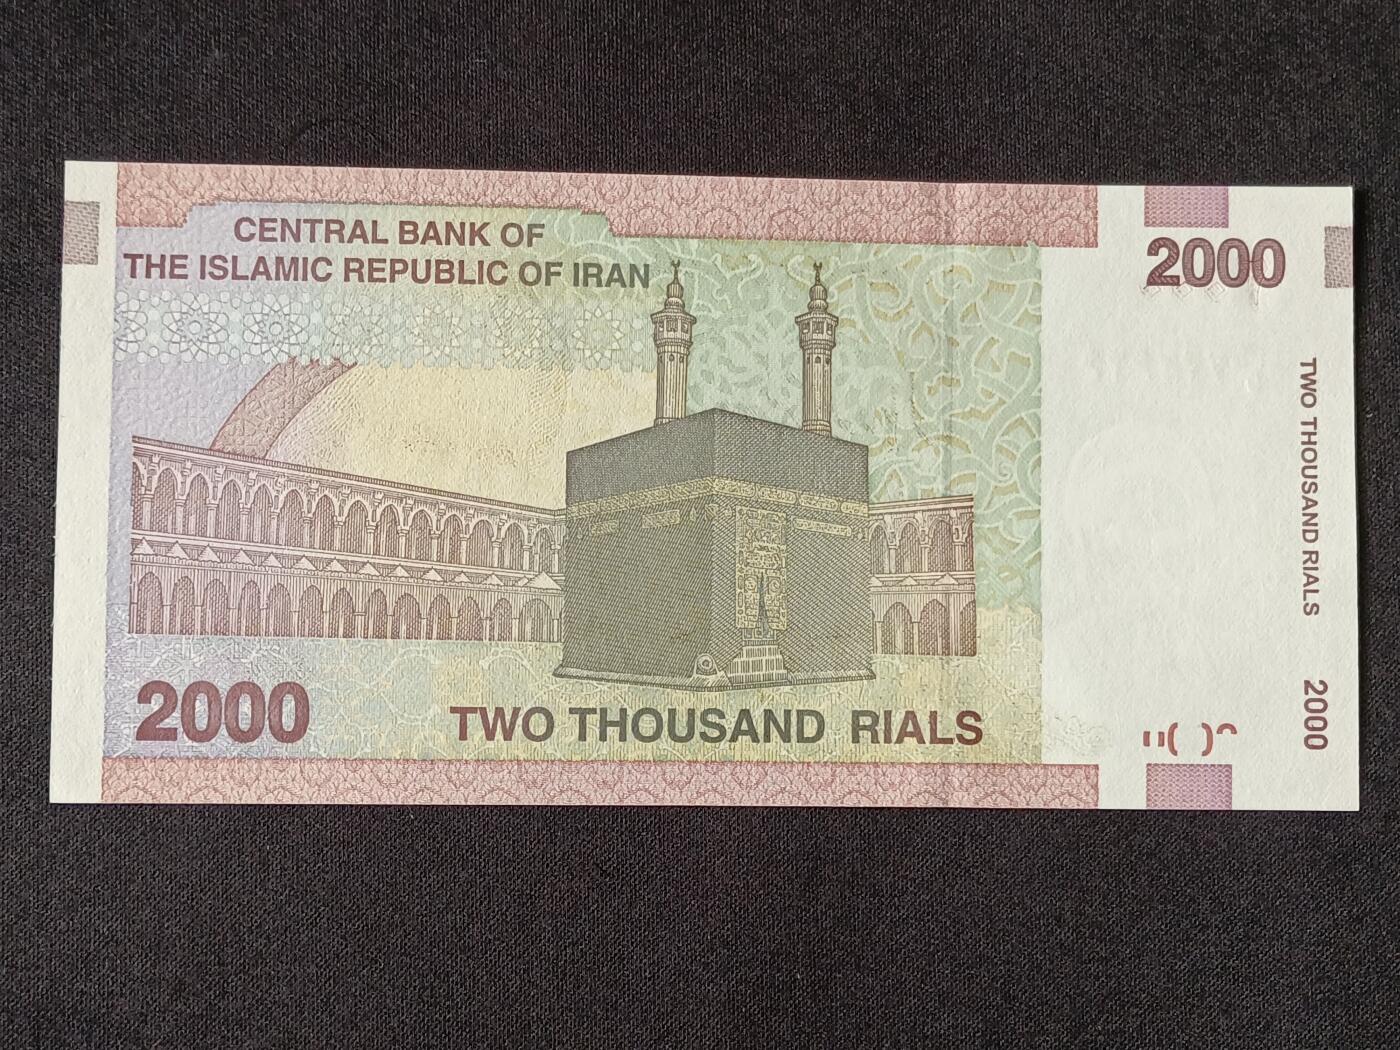 CENTRAL BANK OF
THE ISLAMIC REPUBLIC OF IRAN
2000
TWO THOUSAND RIALS 2000
2000
TWO THOUSAND RIALS